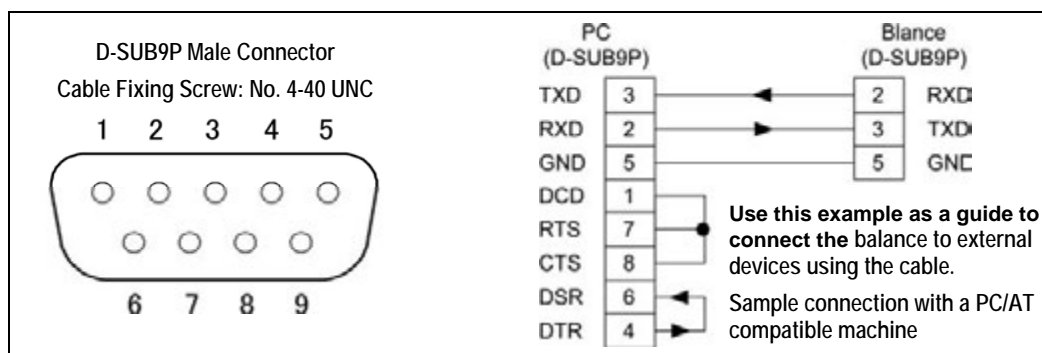 D-SUB9P Male Connector
Cable Fixing Screw: No. 4-40 UNC
1 2 3 4 5
6 7 8 9
PC
(D-SUB9P)
Blance
(D-SUB9P)
TXD 3 2 RXD
RXD 2 3 TXD
GND 5 5 GND
DCD 1
RTS 7
CTS 8
DSR 6
DTR 4
Use this example as a guide to
connect the balance to external
devices using the cable.
Sample connection with a PC/AT
compatible machine